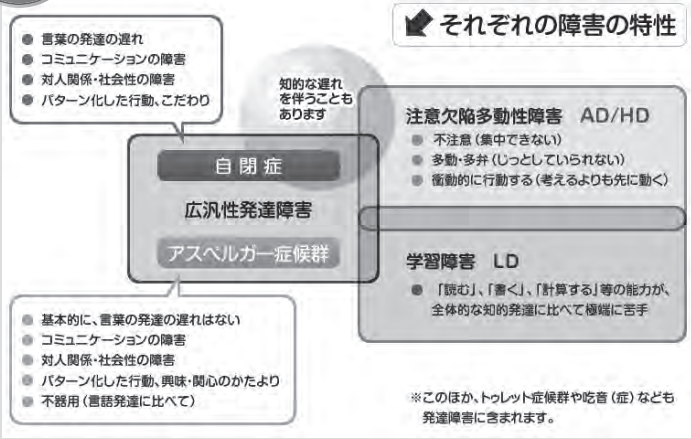 それぞれの障害の特性
● 言葉の発達の遅れ
● コミュニケーションの障害
● 対人関係・社会性の障害
● パターン化した行動、こだわり
知的な遅れ
を伴うことも
あります
自閉症
広汎性発達障害
アスペルガー症候群
● 基本的に、言葉の発達の遅れはない
● コミュニケーションの障害
● 対人関係・社会性の障害
● パターン化した行動、興味・関心のかたより
● 不器用(言語発達に比べて)
注意欠陥多動性障害 AD/HD
● 不注意(集中できない)
● 多動・多弁(じっとしていられない)
● 衝動的に行動する(考えるよりも先に動く)
学習障害 LD
● 「読む」、「書く」、「計算する」等の能力が、
全体的な知的発達に比べて極端に苦手
※このほか、トゥレット症候群や吃音(症)なども
発達障害に含まれます。